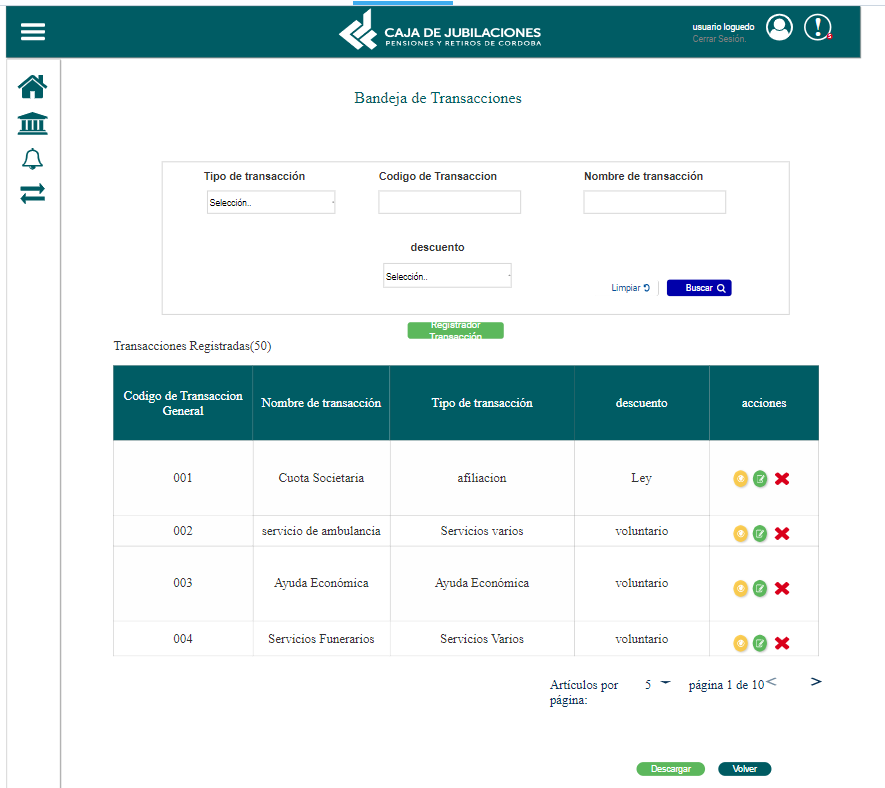 CAJA DE JUBILACIONES
PENSIONES Y RETIROS DE CORDOBA
usuario loguedo
Cerrar Sesión.
Bandeja de Transacciones
Tipo de transacción Codigo de Transaccion Nombre de transacción
Selección..
descuento
Selección..
Limpiar Buscar
Registrador
Transacción
Transacciones Registradas(50)
Codigo de Transaccion General Nombre de transacción Tipo de transacción descuento acciones
001 Cuota Societaria afiliacion Ley
002 servicio de ambulancia Servicios varios voluntario
003 Ayuda Económica Ayuda Económica voluntario
004 Servicios Funerarios Servicios Varios voluntario
Artículos por página: 5 página 1 de 10 < >
Descargar Volver